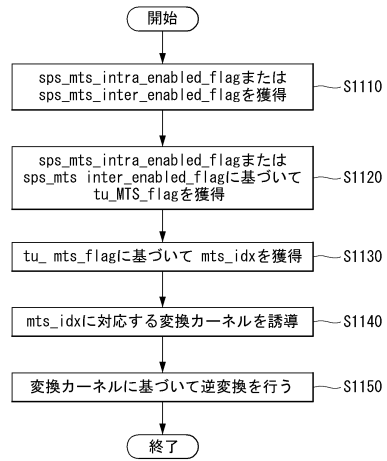 開始
sps_mts_intra_enabled_flagまたは
sps_mts_inter_enabled_flagを獲得
S1110
sps_mts_intra_enabled_flagまたは
sps_mts inter_enabled_flagに基づいて
tu_MTS_flagを獲得
S1120
tu_ mts_flagに基づいて mts_idxを獲得
S1130
mts_idxに対応する変換カーネルを誘導
S1140
変換カーネルに基づいて逆変換を行う
S1150
終了